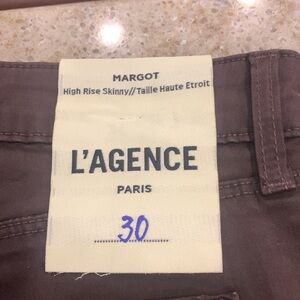 MARGOT
High Rise Skinny//Taille Haute Etroit
L'AGENCE
PARIS
30